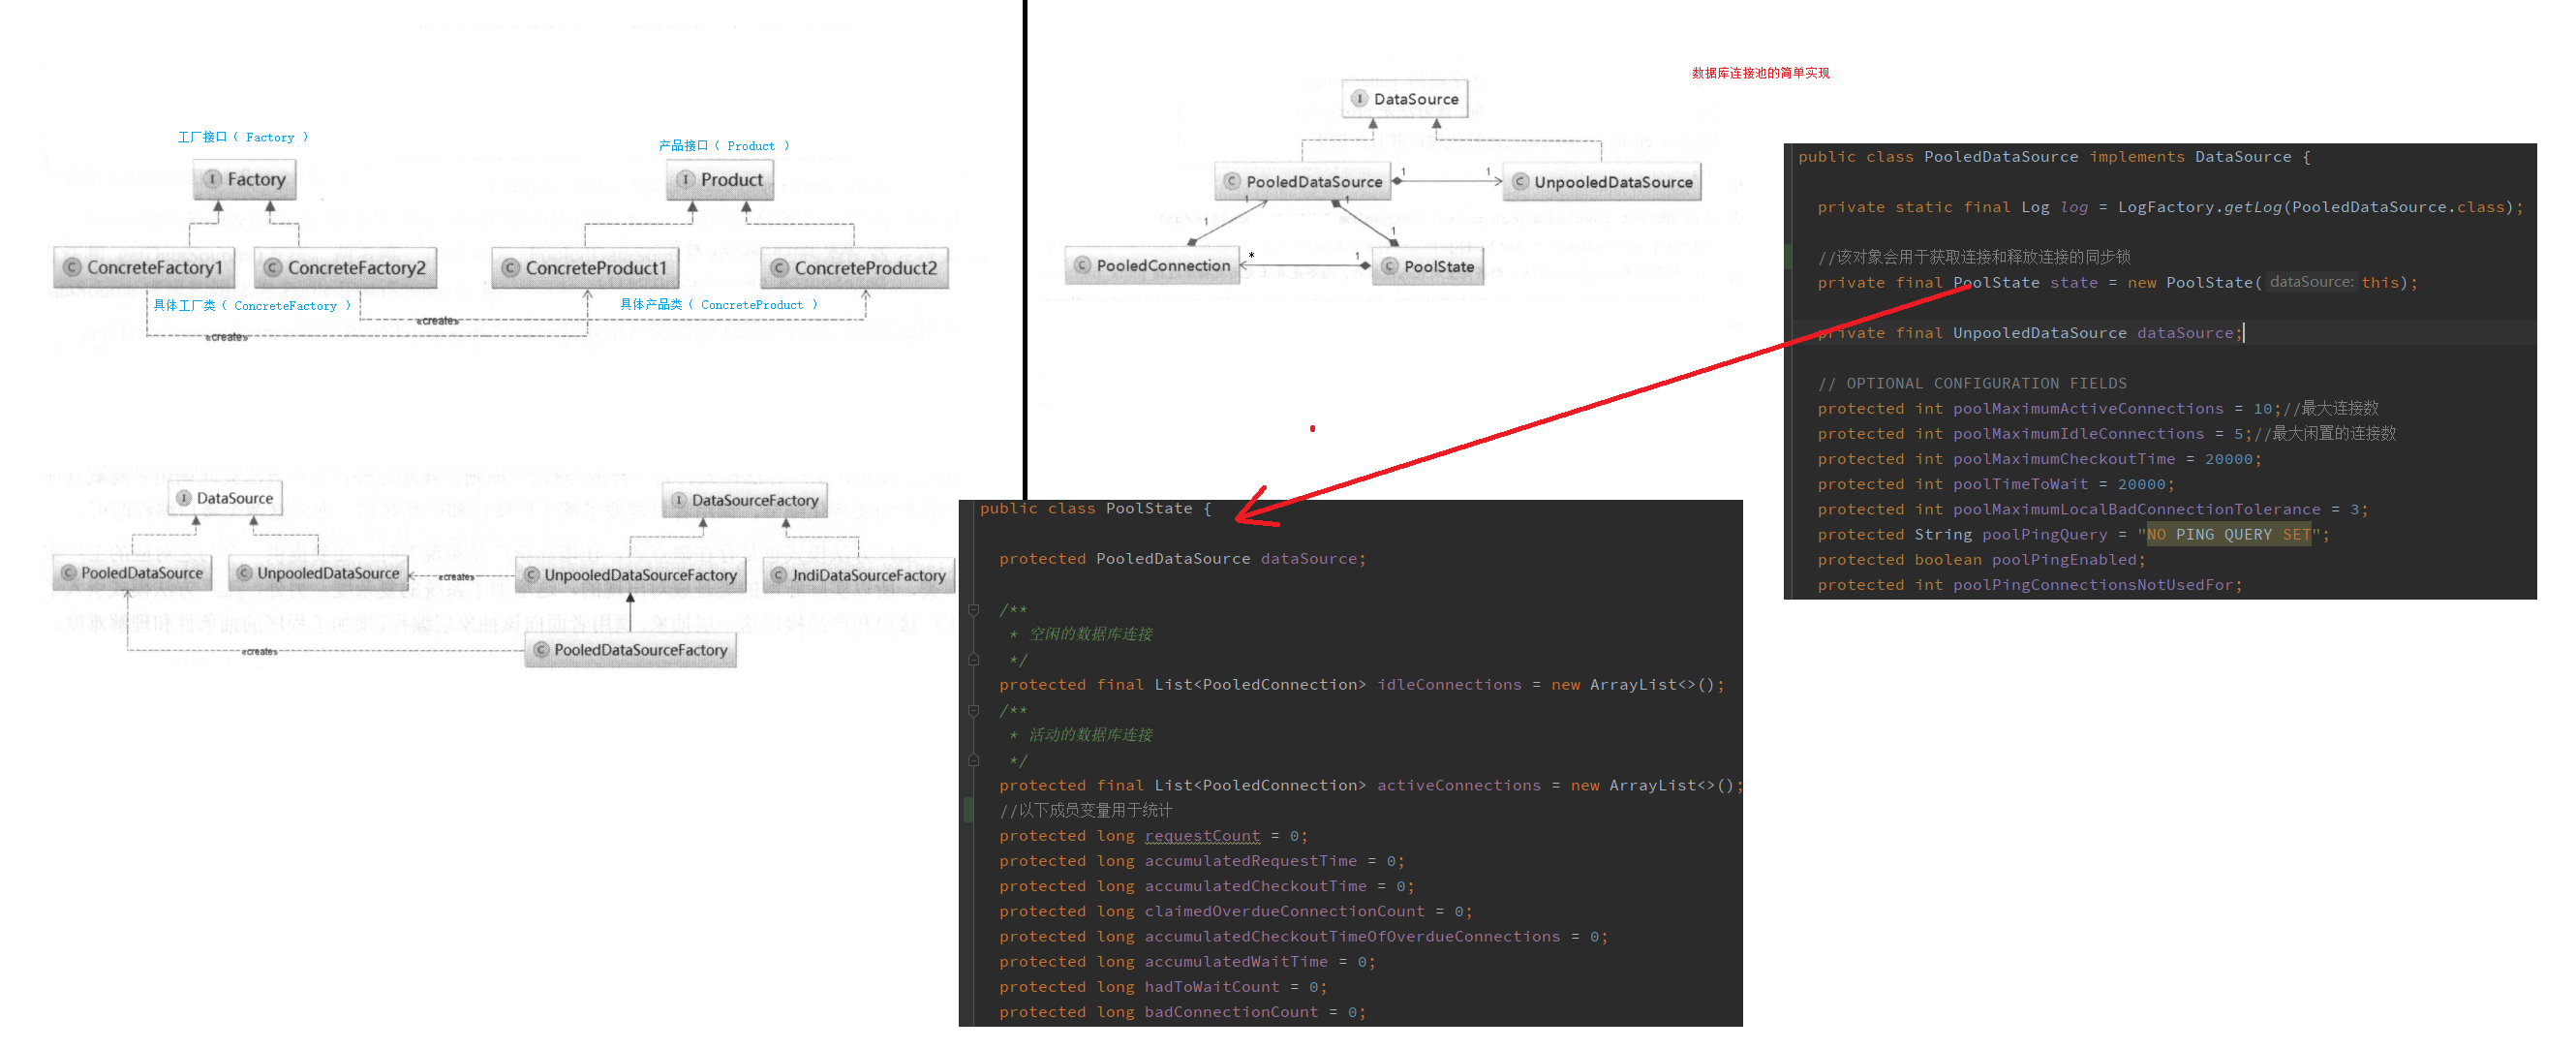 工厂接口（ Factory ）
产品接口（ Product ）
I Factory
I Product
C ConcreteFactory1
C ConcreteFactory2
C ConcreteProduct1
C ConcreteProduct2
具体工厂类（ ConcreteFactory ）
具体产品类（ ConcreteProduct ）
«create»
«create»
I DataSource
I DataSourceFactory
C PooledDataSource
C UnpooledDataSource
«create»
C UnpooledDataSourceFactory
C JndiDataSourceFactory
«create»
C PooledDataSourceFactory
数据库连接池的简单实现
I DataSource
C PooledDataSource
1
1
C UnpooledDataSource
1
1
1
1
C PooledConnection
*
1
C PoolState
public class PooledDataSource implements DataSource {
private static final Log log = LogFactory.getLog(PooledDataSource.class);
//该对象会用于获取连接和释放连接的同步锁
private final PoolState state = new PoolState( dataSource: this);
private final UnpooledDataSource dataSource;
// OPTIONAL CONFIGURATION FIELDS
protected int poolMaximumActiveConnections = 10;//最大连接数
protected int poolMaximumIdleConnections = 5;//最大闲置的连接数
protected int poolMaximumCheckoutTime = 20000;
protected int poolTimeToWait = 20000;
protected int poolMaximumLocalBadConnectionTolerance = 3;
protected String poolPingQuery = "NO PING QUERY SET";
protected boolean poolPingEnabled;
protected int poolPingConnectionsNotUsedFor;
public class PoolState {
protected PooledDataSource dataSource;
/**
* 空闲的数据库连接
*/
protected final List<PooledConnection> idleConnections = new ArrayList<>();
/**
* 活动的数据库连接
*/
protected final List<PooledConnection> activeConnections = new ArrayList<>();
//以下成员变量用于统计
protected long requestCount = 0;
protected long accumulatedRequestTime = 0;
protected long accumulatedCheckoutTime = 0;
protected long claimedOverdueConnectionCount = 0;
protected long accumulatedCheckoutTimeOfOverdueConnections = 0;
protected long accumulatedWaitTime = 0;
protected long hadToWaitCount = 0;
protected long badConnectionCount = 0;